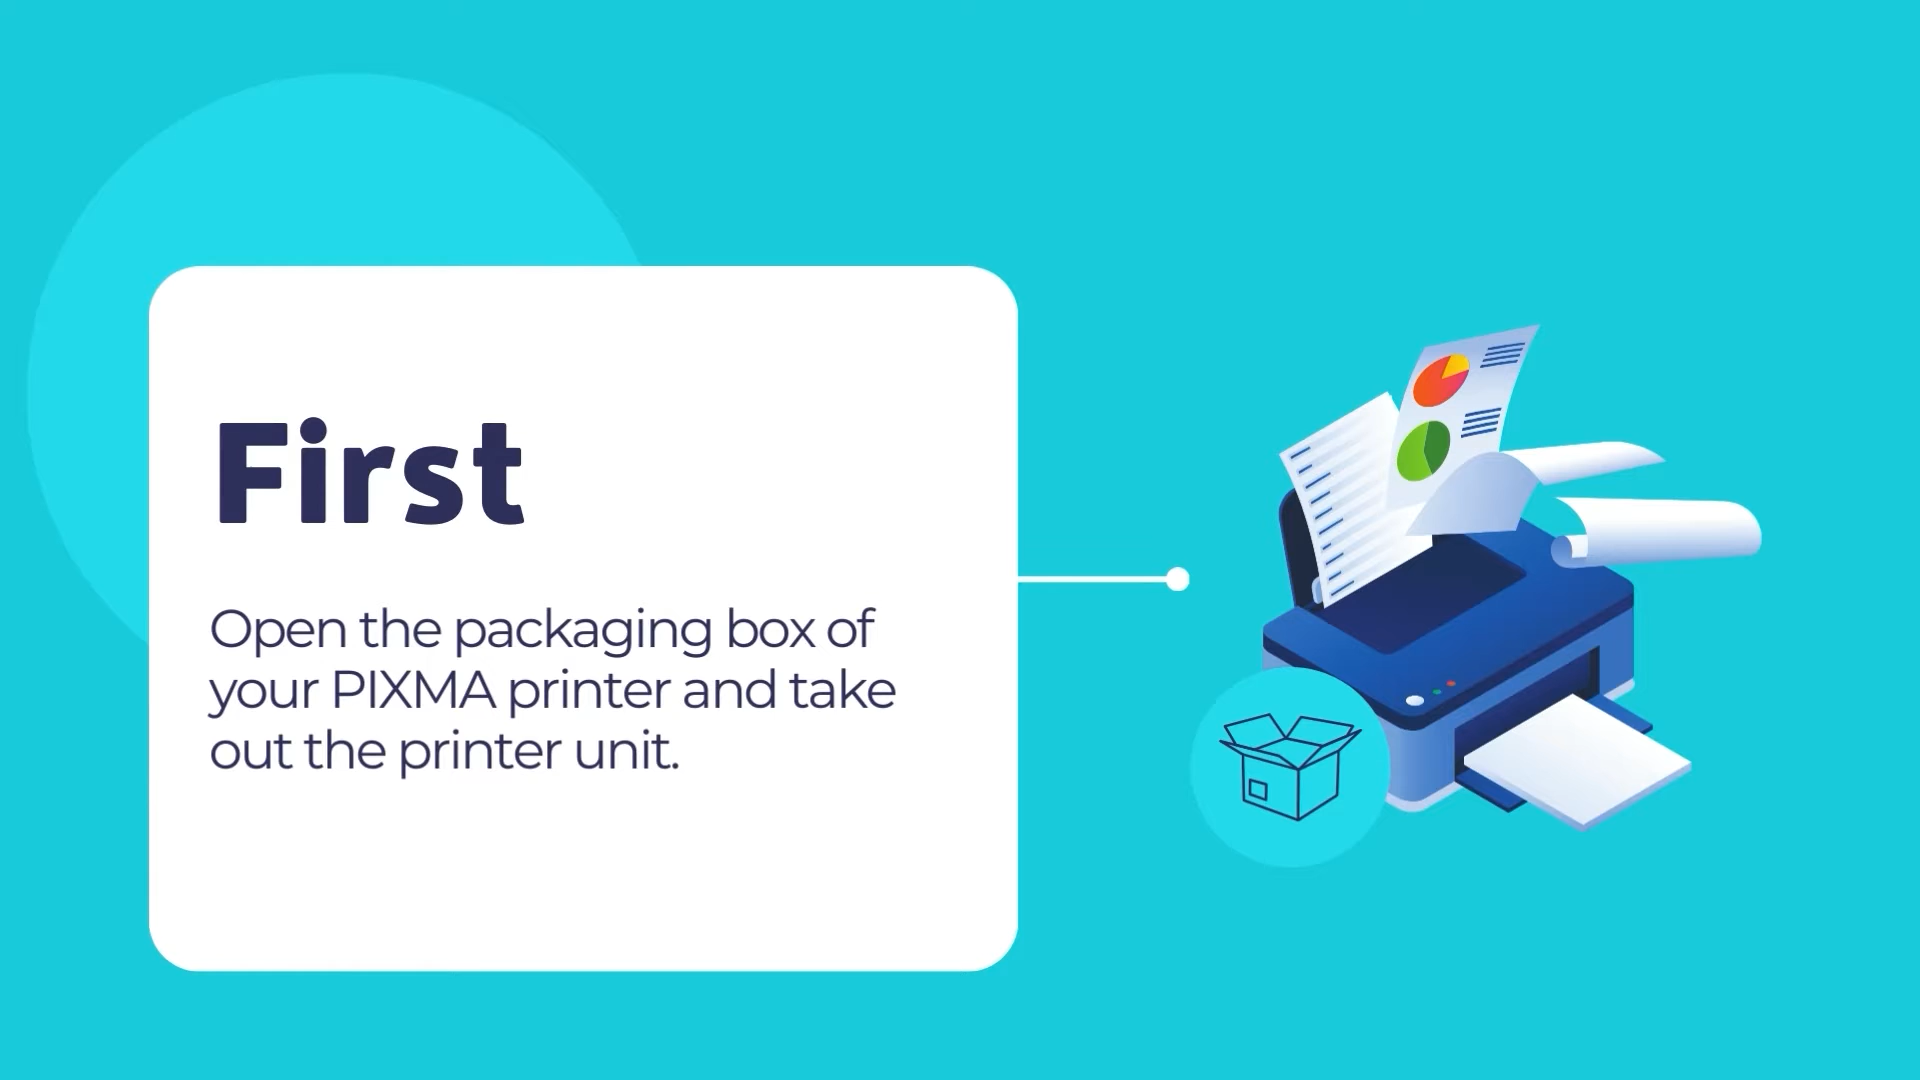 First
Open the packaging box of
your PIXMA printer and take
out the printer unit.